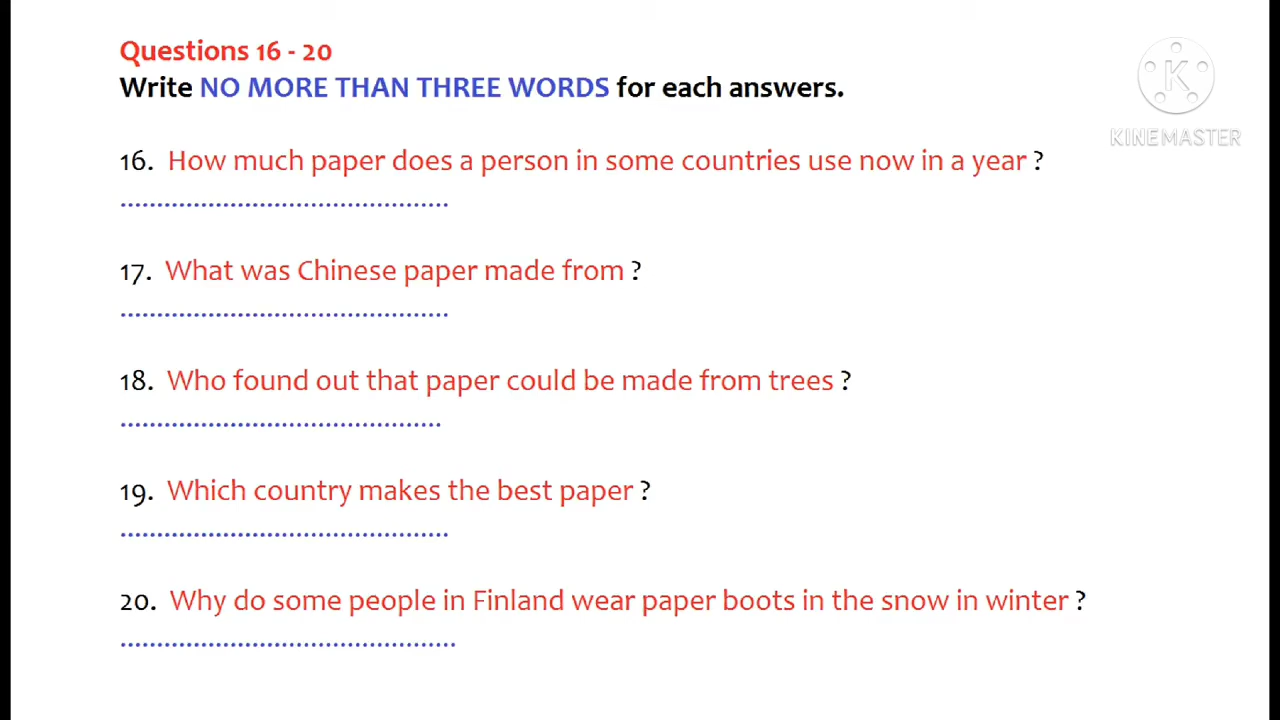 Questions 16 - 20
Write NO MORE THAN THREE WORDS for each answers.
K
KINEMASTER
16. How much paper does a person in some countries use now in a year ?
.............................................
17. What was Chinese paper made from ?
.............................................
18. Who found out that paper could be made from trees ?
............................................
19. Which country makes the best paper ?
.............................................
20. Why do some people in Finland wear paper boots in the snow in winter ?
..............................................